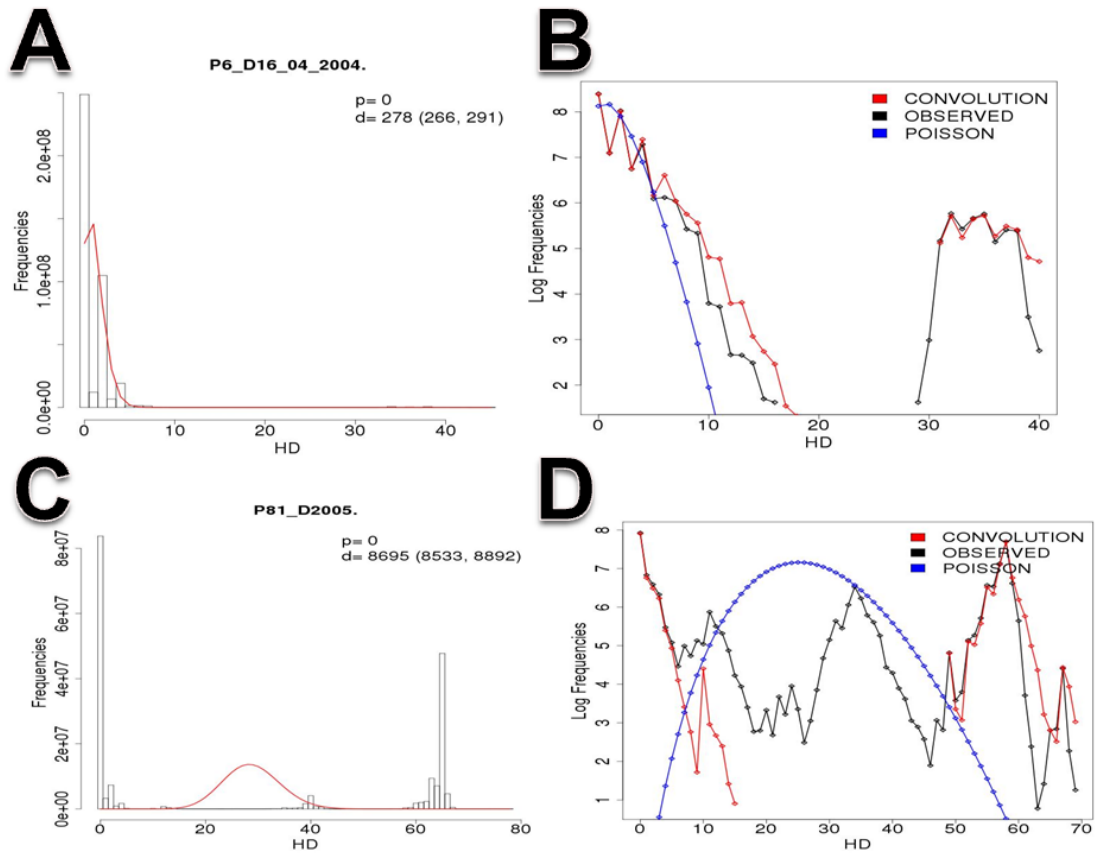 A
P6_D16_04_2004.
p= 0
d= 278 (266, 291)
Frequencies
0.0e+00 1.0e+08 2.0e+08
0 10 20 30 40
HD
B
CONVOLUTION
OBSERVED
POISSON
Log Frequencies
2 3 4 5 6 7 8
0 10 20 30 40
HD
C
P81_D2005.
p= 0
d= 8695 (8533, 8892)
Frequencies
0e+00 2e+07 4e+07 6e+07 8e+07
0 20 40 60 80
HD
D
CONVOLUTION
OBSERVED
POISSON
Log Frequencies
1 2 3 4 5 6 7 8
0 10 20 30 40 50 60 70
HD